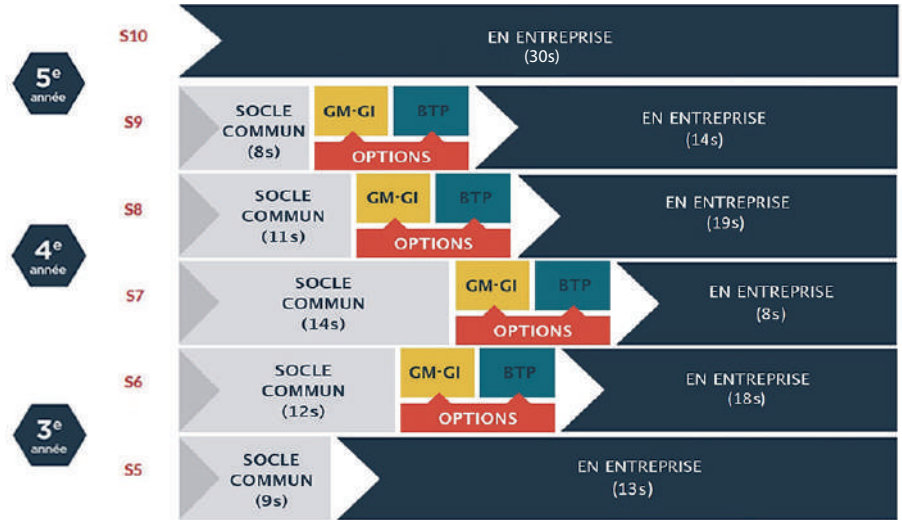 S10
EN ENTREPRISE
(30s)
5e
année
S9
SOCLE
COMMUN
(8s)
GM-GI
BTP
OPTIONS
EN ENTREPRISE
(14s)
S8
SOCLE
COMMUN
(11s)
GM-GI
BTP
OPTIONS
EN ENTREPRISE
(19s)
4e
année
S7
SOCLE
COMMUN
(14s)
GM-GI
BTP
OPTIONS
EN ENTREPRISE
(8s)
S6
SOCLE
COMMUN
(12s)
GM-GI
BTP
OPTIONS
EN ENTREPRISE
(18s)
3e
année
S5
SOCLE
COMMUN
(9s)
EN ENTREPRISE
(13s)